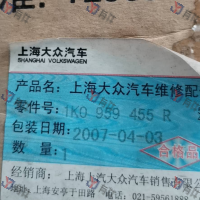 上海大众汽车
SHANGHAI VOLKSWAGEN
产品名: 上海大众汽车维修配
零件号: 1K0 959 455 R
包装日期: 2007-04-03
数量: 1
合格品
经销商: 上海上汽大众汽车销售有限
上海安亭于田路 电话: 021-59561888